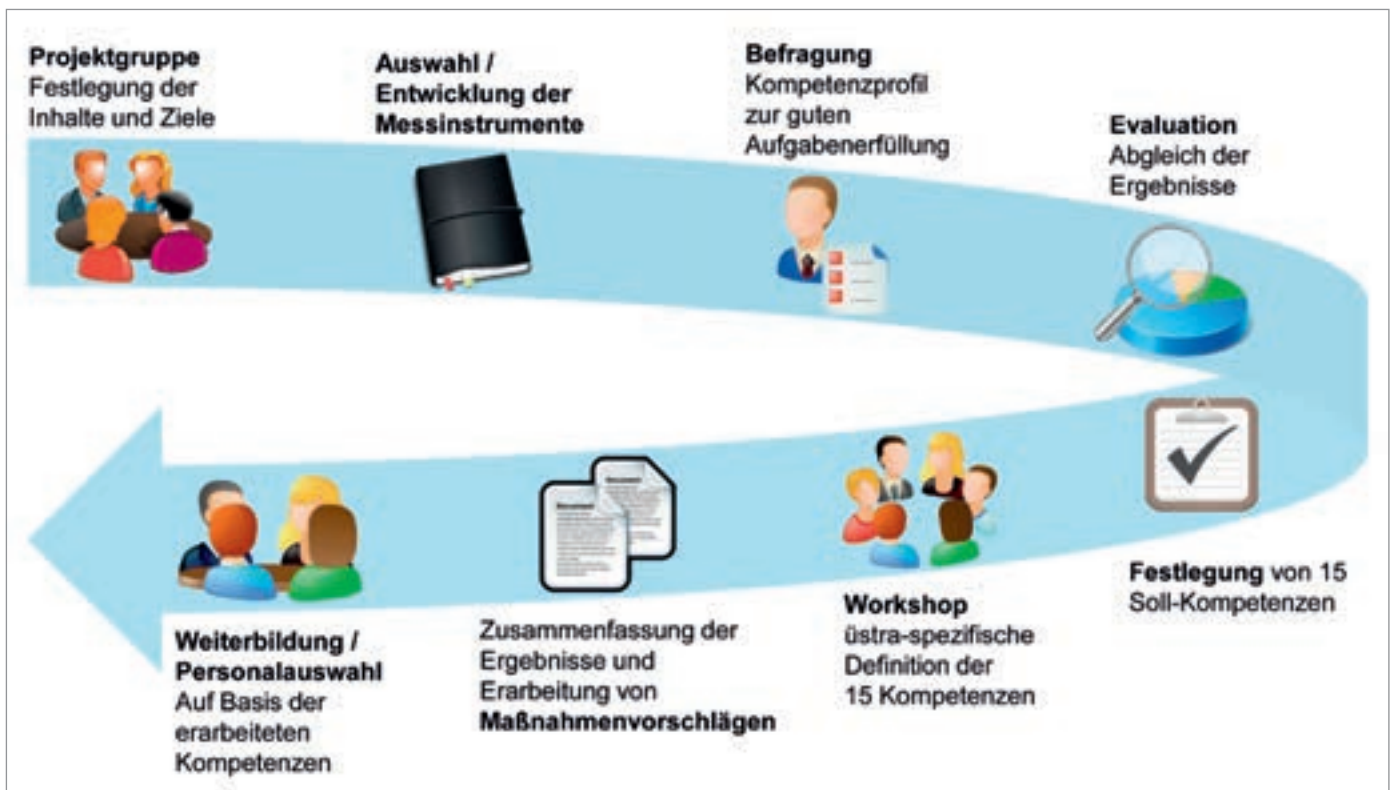 Projektgruppe
Festlegung der
Inhalte und Ziele
Auswahl /
Entwicklung der
Messinstrumente
Befragung
Kompetenzprofil
zur guten
Aufgabenerfüllung
Evaluation
Abgleich der
Ergebnisse
Festlegung von 15
Soll-Kompetenzen
Workshop
üstra-spezifische
Definition der
15 Kompetenzen
Zusammenfassung der
Ergebnisse und
Erarbeitung von
Maßnahmenvorschlägen
Weiterbildung /
Personalauswahl
Auf Basis der
erarbeiteten
Kompetenzen